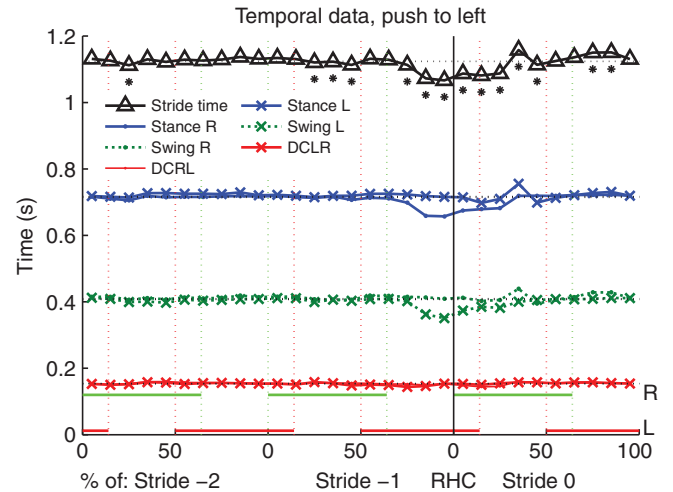 Temporal data, push to left
1.2
1
0.8
0.6
0.4
0.2
0
Time (s)
Stride time
Stance R
Swing R
DCRL
Stance L
Swing L
DCLR
* * * * * * * * * * * * *
R
L
0 50 0 50 0 50 100
% of: Stride −2 Stride −1 RHC Stride 0